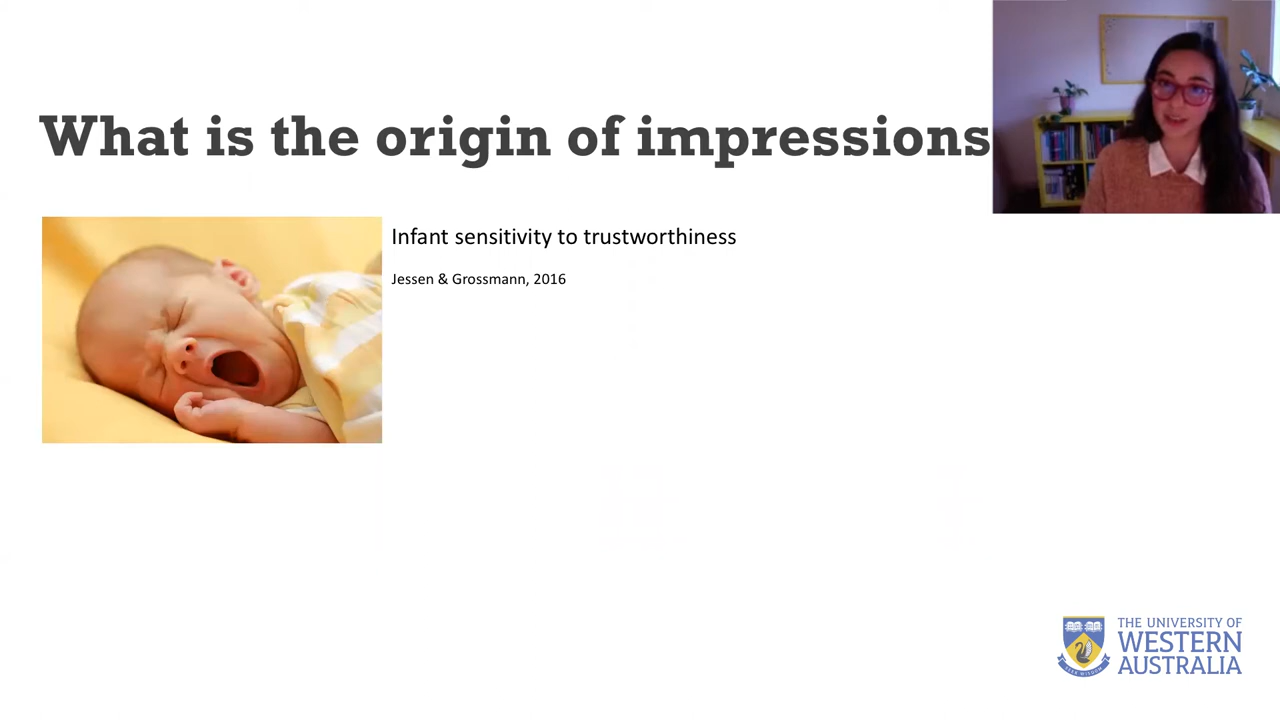 What is the origin of impressions
Infant sensitivity to trustworthiness
Jessen & Grossmann, 2016
THE UNIVERSITY OF
WESTERN
AUSTRALIA